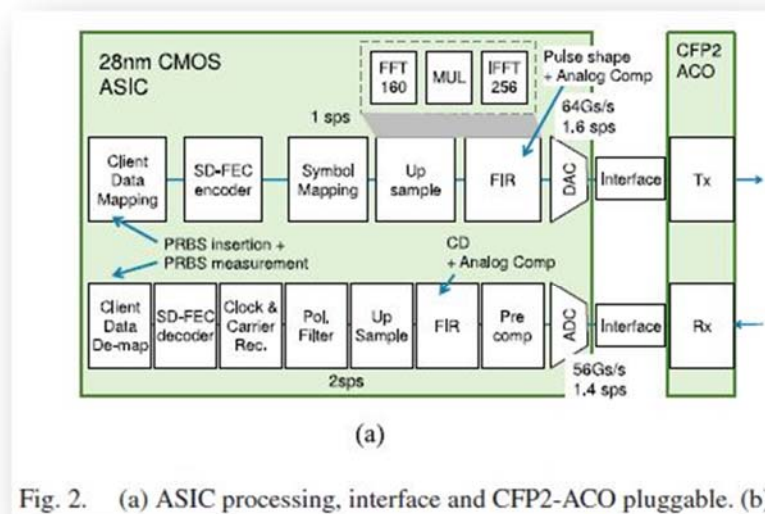 28nm CMOS
ASIC
FFT
160
MUL
IFFT
256
Pulse shape
+ Analog Comp
CFP2
ACO
1 sps
64Gs/s
1.6 sps
Client
Data
Mapping
SD-FEC
encoder
Symbol
Mapping
Up
sample
FIR
DAC
Interface
Tx
PRBS insertion +
PRBS measurement
CD
+ Analog Comp
Client
Data
De-map
SD-FEC
decoder
Clock &
Carrier
Rec.
Pol.
Filter
Up
Sample
FIR
Pre
comp
ADC
Interface
Rx
2sps
56Gs/s
1.4 sps
(a)
Fig. 2. (a) ASIC processing, interface and CFP2-ACO pluggable. (b)